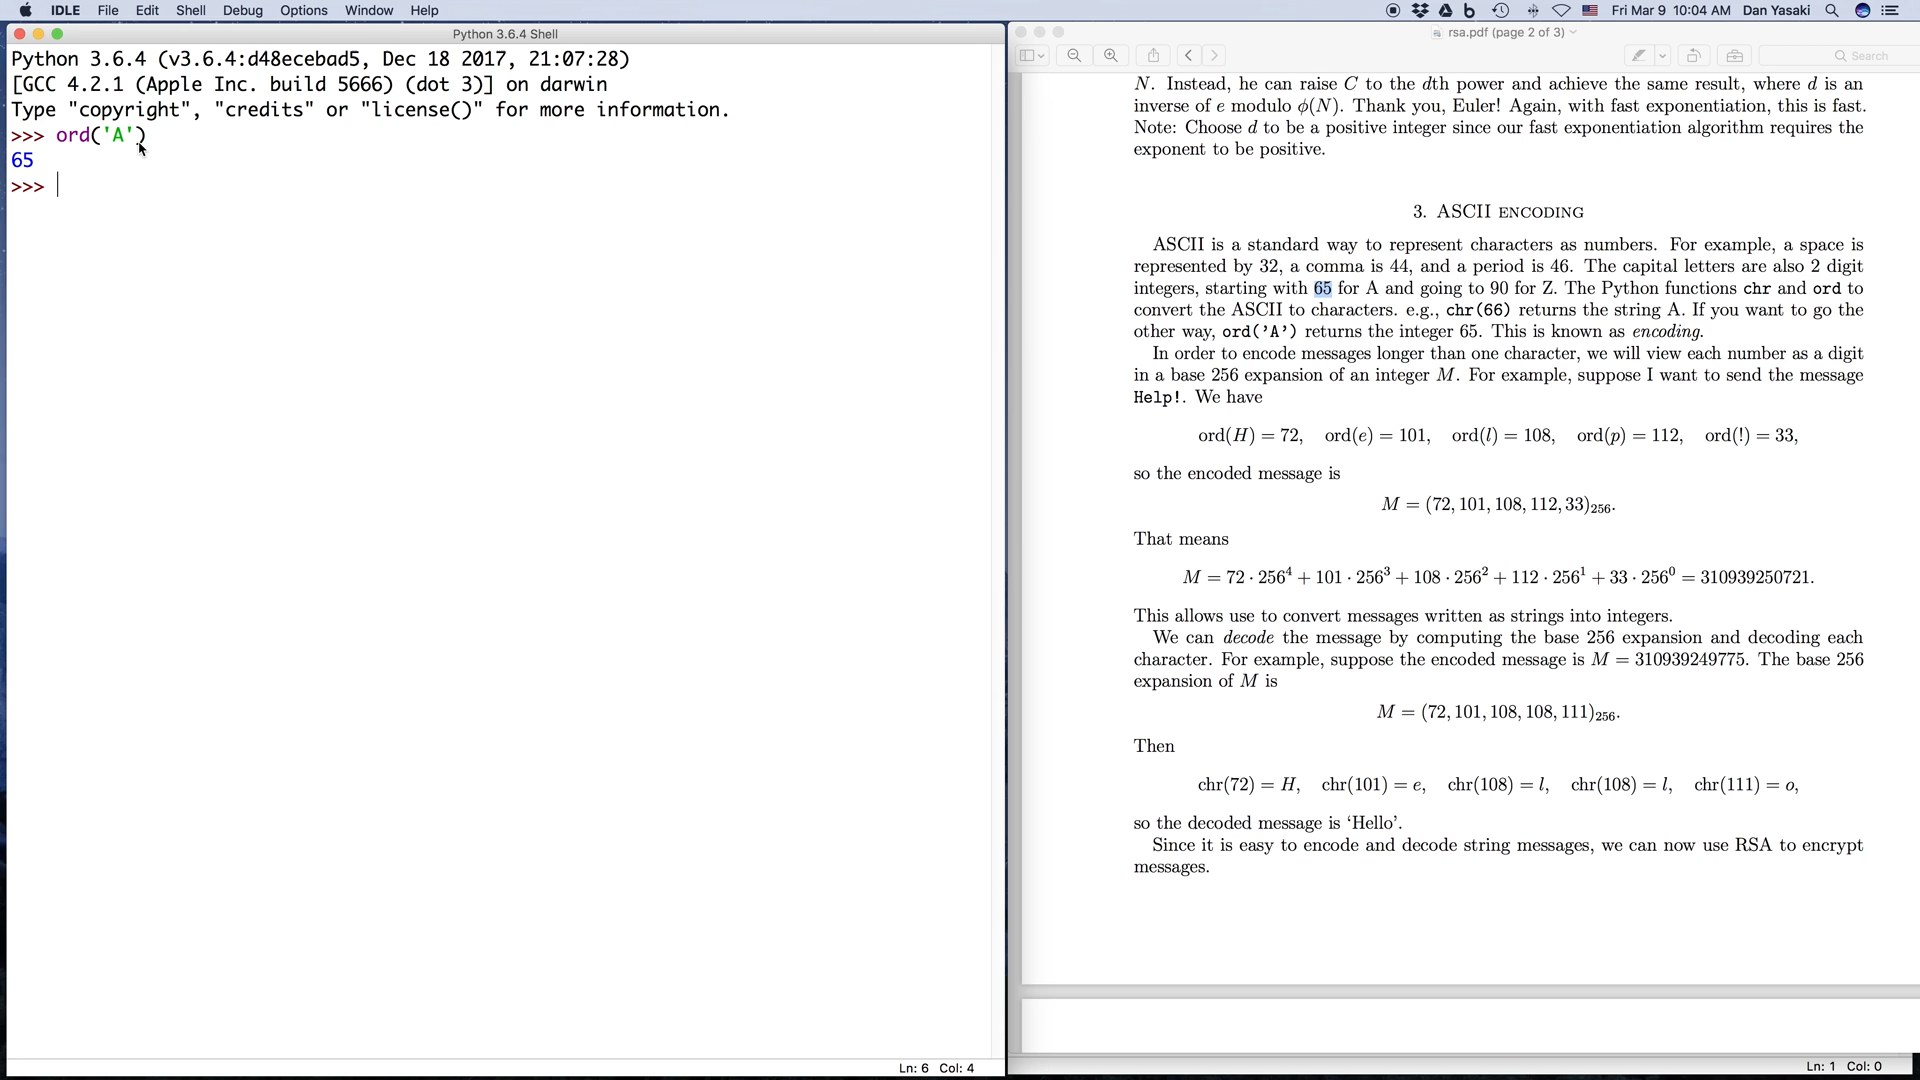 IDLE File Edit Shell Debug Options Window Help
Fri Mar 9 10:04 AM Dan Yasaki
Python 3.6.4 Shell
Python 3.6.4 (v3.6.4:d48ecebad5, Dec 18 2017, 21:07:28)
[GCC 4.2.1 (Apple Inc. build 5666) (dot 3)] on darwin
Type "copyright", "credits" or "license()" for more information.
>>> ord('A')
65
>>>
Ln: 6 Col: 4
rsa.pdf (page 2 of 3)
Search
N. Instead, he can raise C to the dth power and achieve the same result, where d is an
inverse of e modulo ϕ(N). Thank you, Euler! Again, with fast exponentiation, this is fast.
Note: Choose d to be a positive integer since our fast exponentiation algorithm requires the
exponent to be positive.
3. ASCII ENCODING
ASCII is a standard way to represent characters as numbers. For example, a space is
represented by 32, a comma is 44, and a period is 46. The capital letters are also 2 digit
integers, starting with 65 for A and going to 90 for Z. The Python functions chr and ord to
convert the ASCII to characters. e.g., chr(66) returns the string A. If you want to go the
other way, ord('A') returns the integer 65. This is known as encoding.
In order to encode messages longer than one character, we will view each number as a digit
in a base 256 expansion of an integer M. For example, suppose I want to send the message
Help!. We have
ord(H) = 72, ord(e) = 101, ord(l) = 108, ord(p) = 112, ord(!) = 33,
so the encoded message is
M = (72, 101, 108, 112, 33)₂₅₆.
That means
M = 72 · 256⁴ + 101 · 256³ + 108 · 256² + 112 · 256¹ + 33 · 256⁰ = 310939250721.
This allows use to convert messages written as strings into integers.
We can decode the message by computing the base 256 expansion and decoding each
character. For example, suppose the encoded message is M = 310939249775. The base 256
expansion of M is
M = (72, 101, 108, 108, 111)₂₅₆.
Then
chr(72) = H, chr(101) = e, chr(108) = l, chr(108) = l, chr(111) = o,
so the decoded message is ‘Hello’.
Since it is easy to encode and decode string messages, we can now use RSA to encrypt
messages.
Ln: 1 Col: 0